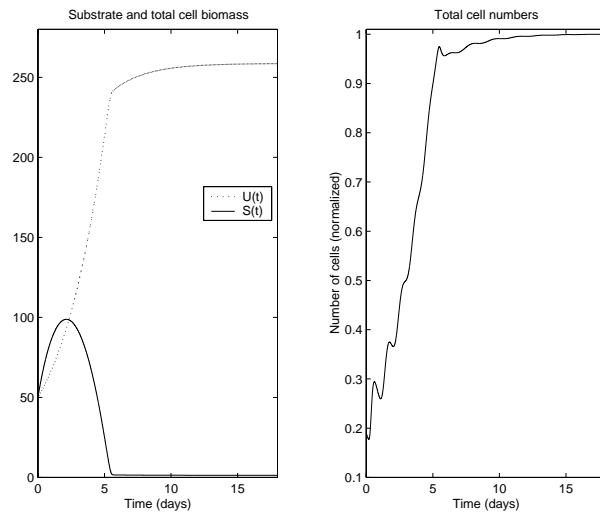 Substrate and total cell biomass
250
200
150
100
50
0
0 5 10 15
Time (days)
U(t)
S(t)
Total cell numbers
1
0.9
0.8
0.7
0.6
0.5
0.4
0.3
0.2
0.1
0 5 10 15
Time (days)
Number of cells (normalized)